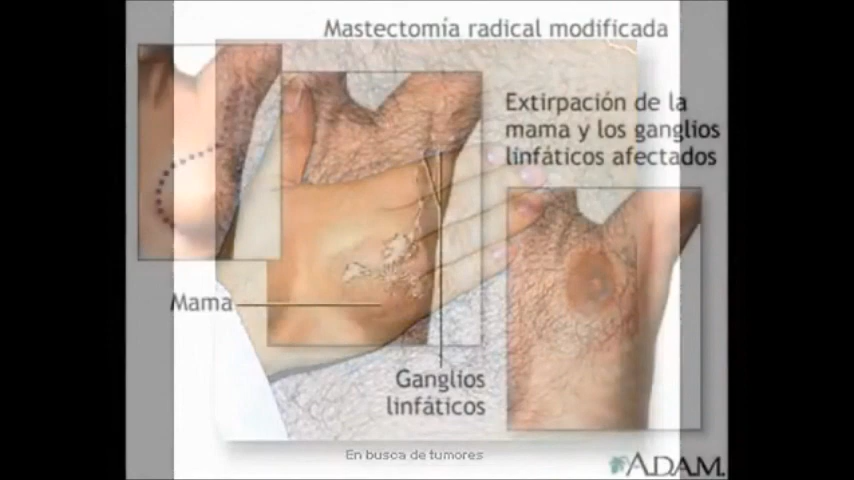 Mastectomía radical modificada
Extirpación de la
mama y los ganglios
linfáticos afectados
Mama
Ganglios
linfáticos
En busca de tumores
ADAM.